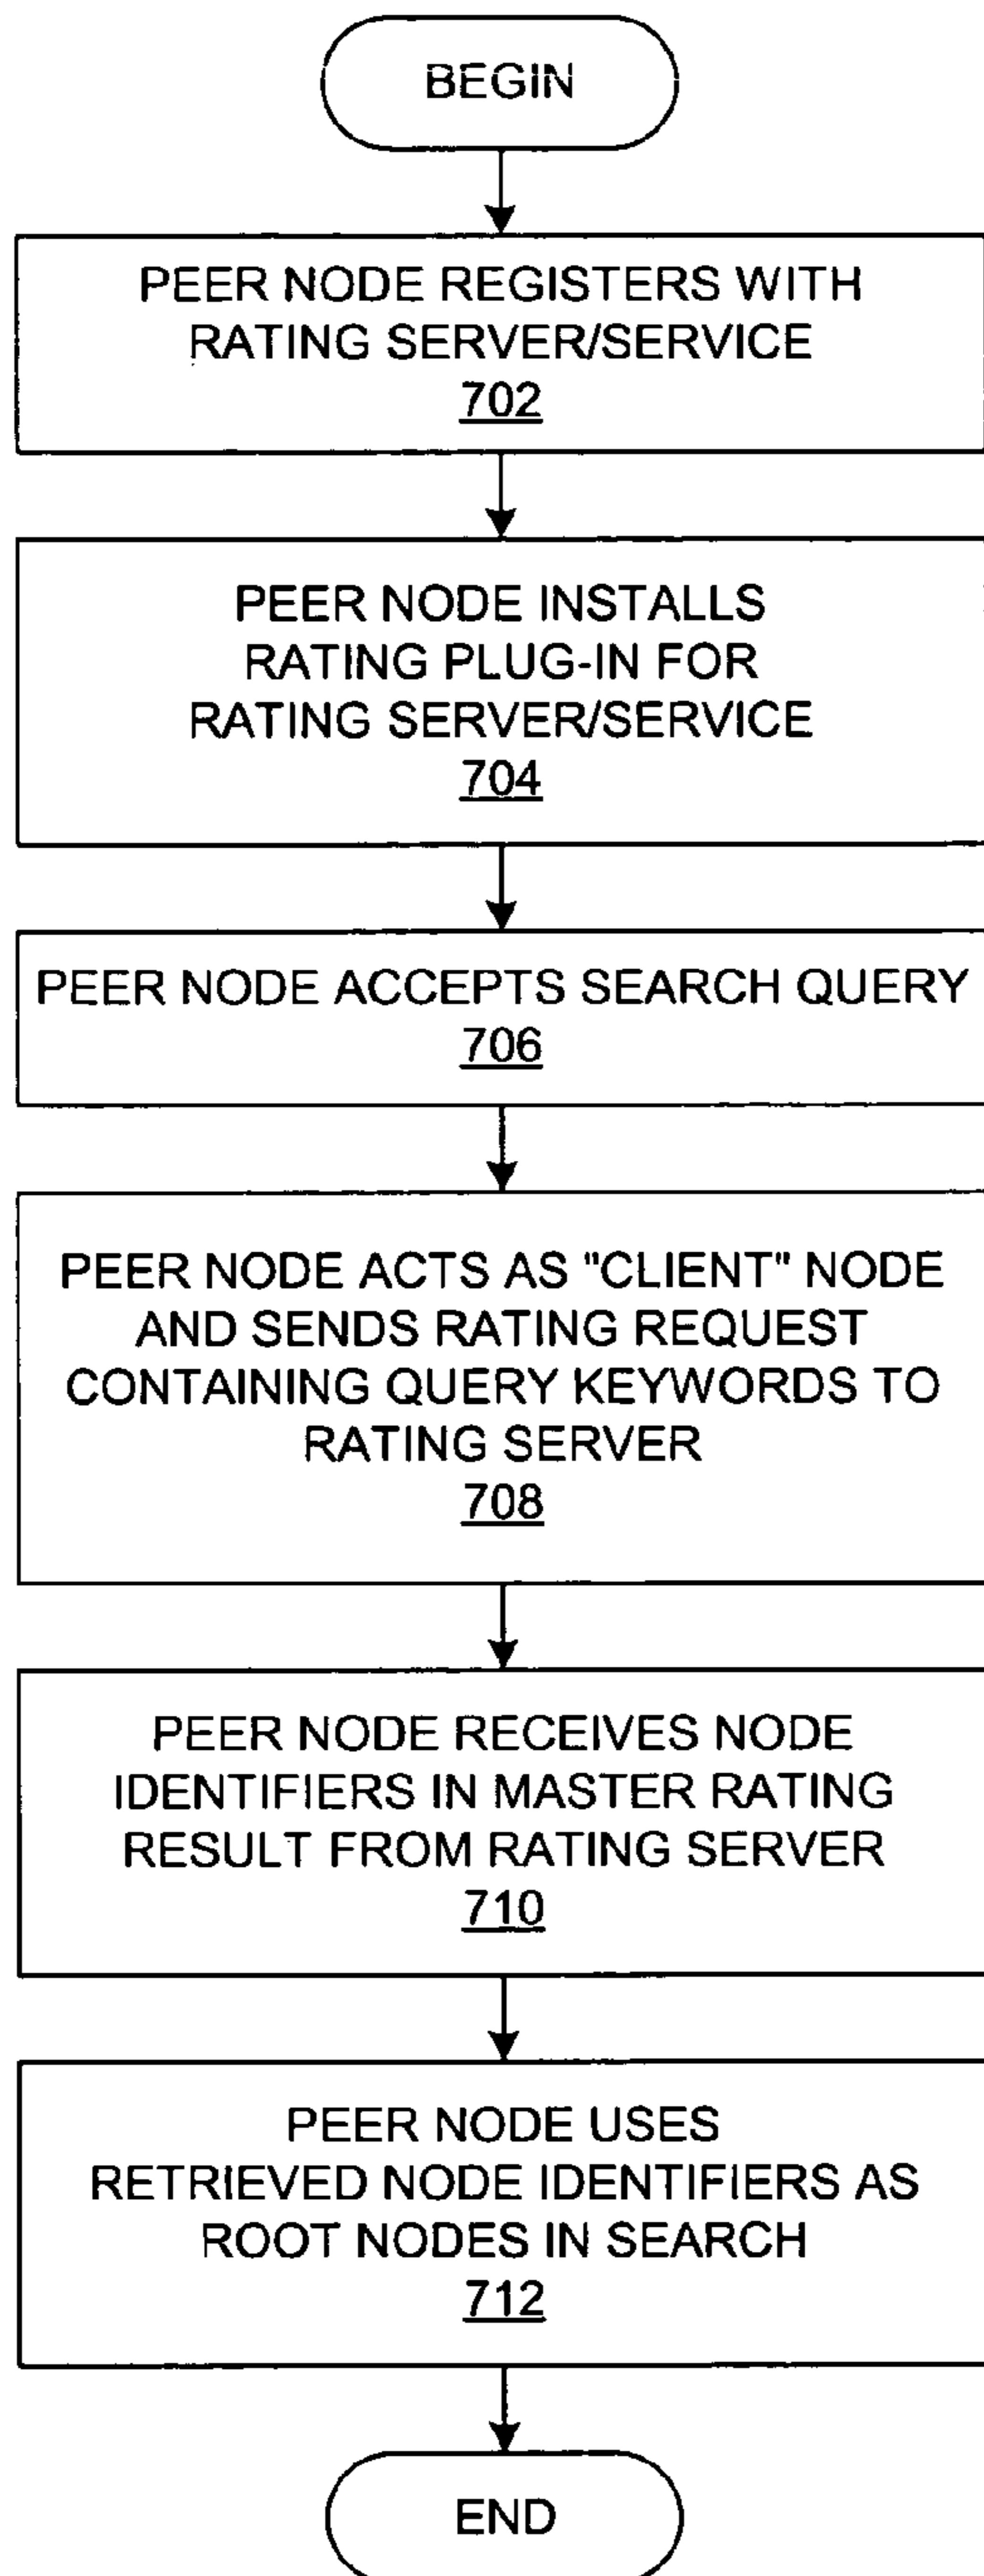 BEGIN
PEER NODE REGISTERS WITH
RATING SERVER/SERVICE
702
PEER NODE INSTALLS
RATING PLUG-IN FOR
RATING SERVER/SERVICE
704
PEER NODE ACCEPTS SEARCH QUERY
706
PEER NODE ACTS AS "CLIENT" NODE
AND SENDS RATING REQUEST
CONTAINING QUERY KEYWORDS TO
RATING SERVER
708
PEER NODE RECEIVES NODE
IDENTIFIERS IN MASTER RATING
RESULT FROM RATING SERVER
710
PEER NODE USES
RETRIEVED NODE IDENTIFIERS AS
ROOT NODES IN SEARCH
712
END